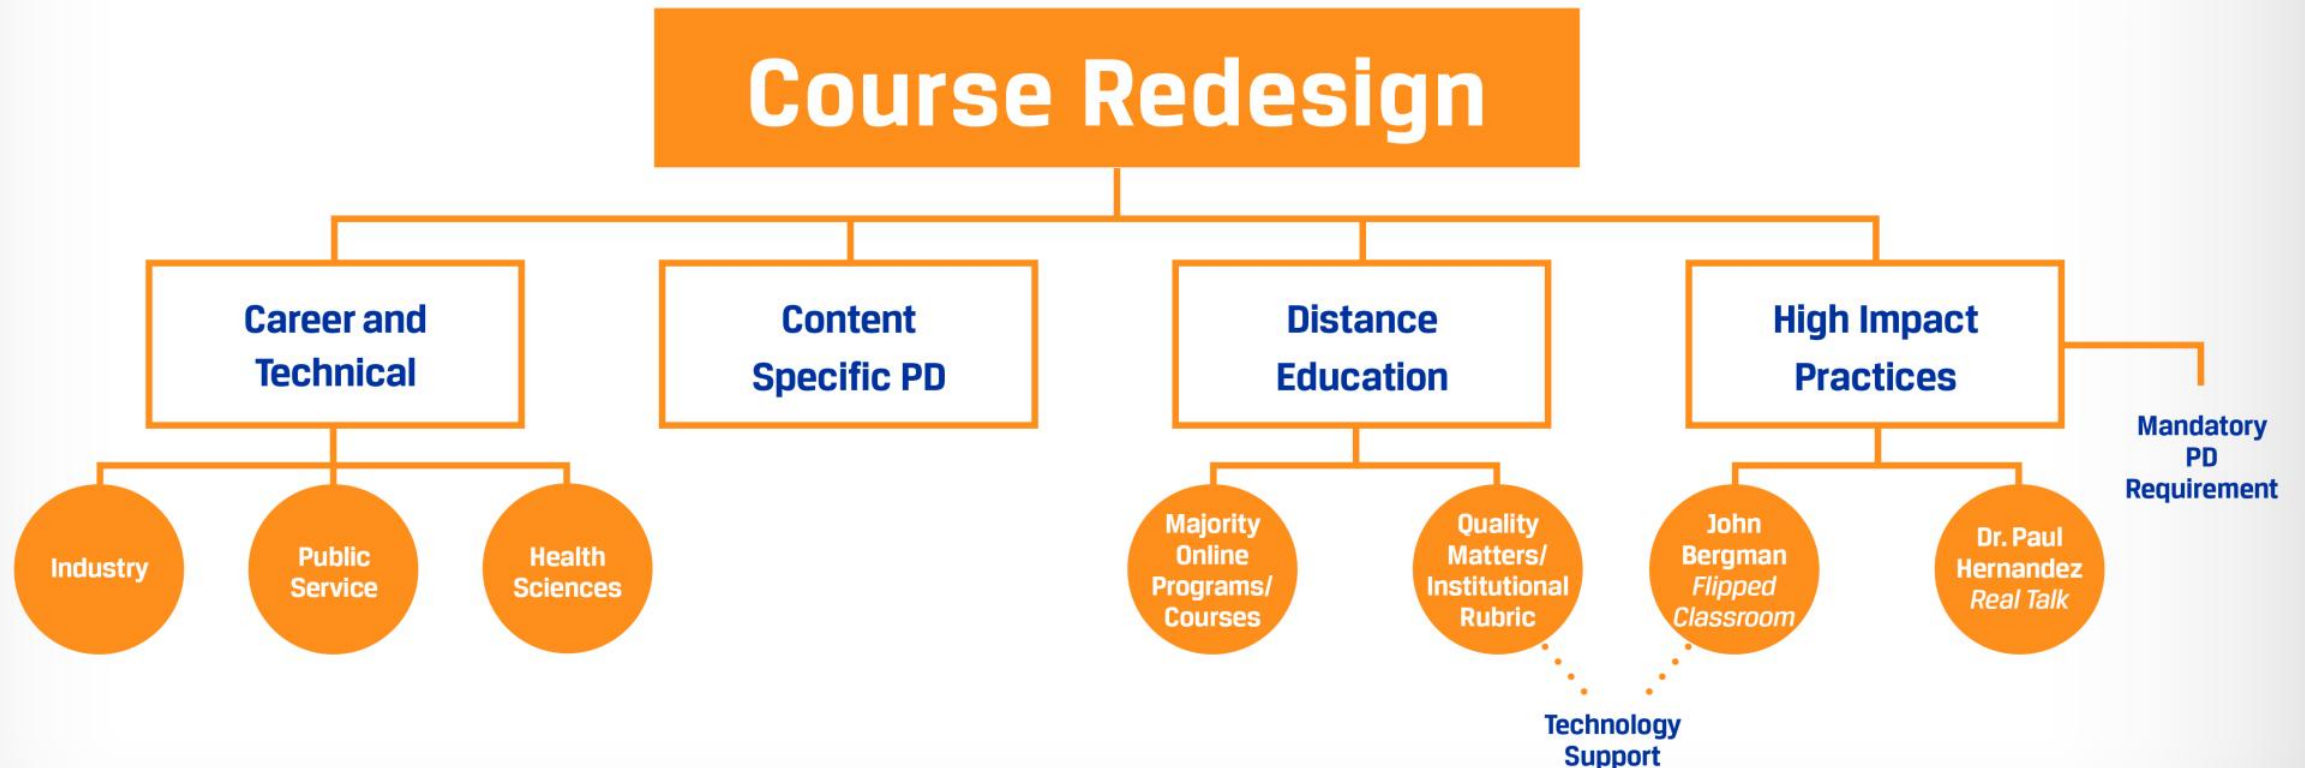 Course Redesign
Career and
Technical
Content
Specific PD
Distance
Education
High Impact
Practices
Mandatory
PD
Requirement
Industry
Public
Service
Health
Sciences
Majority
Online
Programs/
Courses
Quality
Matters/
Institutional
Rubric
John
Bergman
Flipped
Classroom
Dr. Paul
Hernandez
Real Talk
Technology
Support